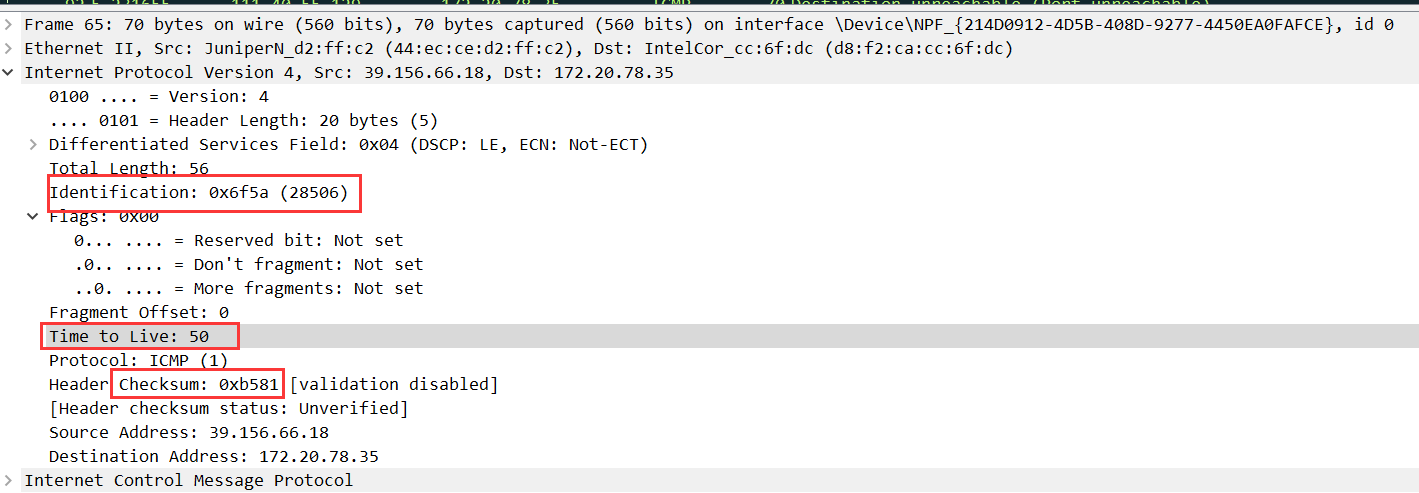 Frame 65: 70 bytes on wire (560 bits), 70 bytes captured (560 bits) on interface \Device\NPF_{214D0912-4D5B-408D-9277-4450EA0FAFCE}, id 0
Ethernet II, Src: JuniperN_d2:ff:c2 (44:ec:ce:d2:ff:c2), Dst: IntelCor_cc:6f:dc (d8:f2:ca:cc:6f:dc)
Internet Protocol Version 4, Src: 39.156.66.18, Dst: 172.20.78.35
0100 .... = Version: 4
.... 0101 = Header Length: 20 bytes (5)
Differentiated Services Field: 0x04 (DSCP: LE, ECN: Not-ECT)
Total Length: 56
Identification: 0x6f5a (28506)
Flags: 0x00
0... .... = Reserved bit: Not set
.0.. .... = Don't fragment: Not set
..0. .... = More fragments: Not set
Fragment Offset: 0
Time to Live: 50
Protocol: ICMP (1)
Header Checksum: 0xb581 [validation disabled]
[Header checksum status: Unverified]
Source Address: 39.156.66.18
Destination Address: 172.20.78.35
Internet Control Message Protocol